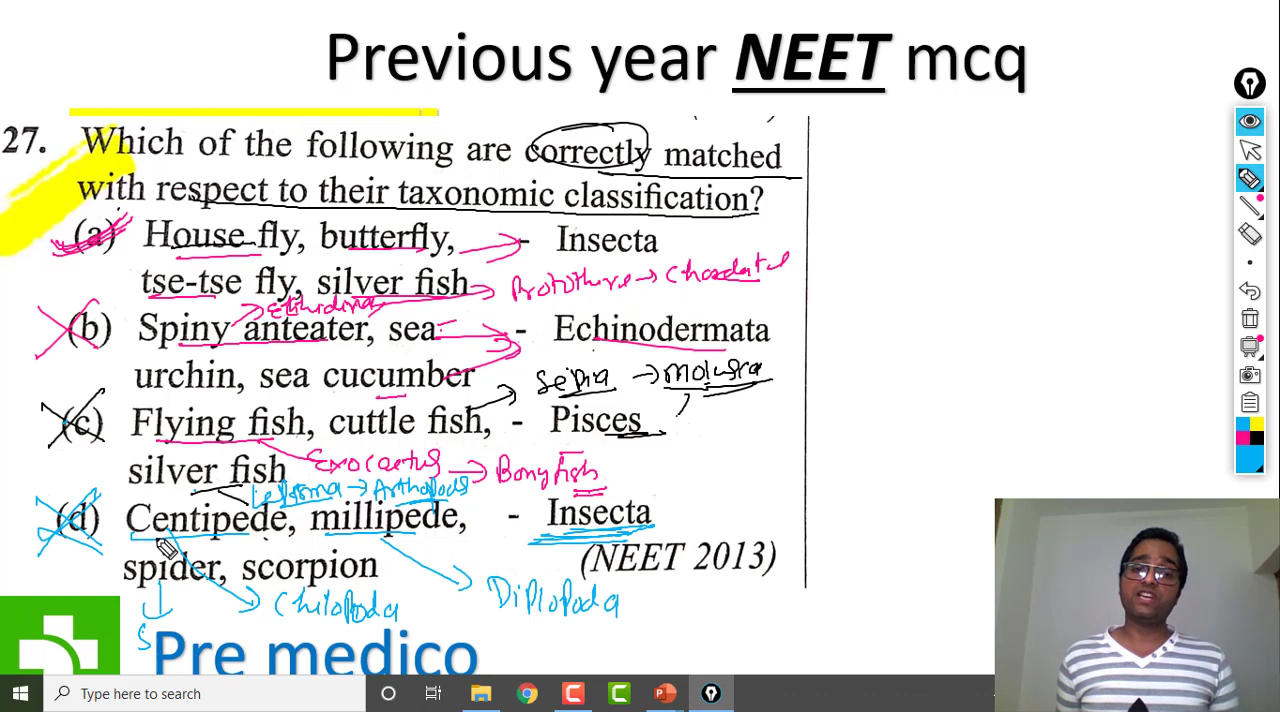 Previous year NEET mcq
27. Which of the following are correctly matched
with respect to their taxonomic classification?
(a) House fly, butterfly, - Insecta
tse-tse fly, silver fish
Prototheria → Chordata
(b) Spiny anteater, sea - Echinodermata
urchin, sea cucumber
Sepia → Molusca
(c) Flying fish, cuttle fish, - Pisces
silver fish
Exocoetus → Bony fish
Lepisma → Arthopods
(d) Centipede, millipede, - Insecta
spider, scorpion (NEET 2013)
Chilopoda
Diplopoda
S
Pre medico
Type here to search